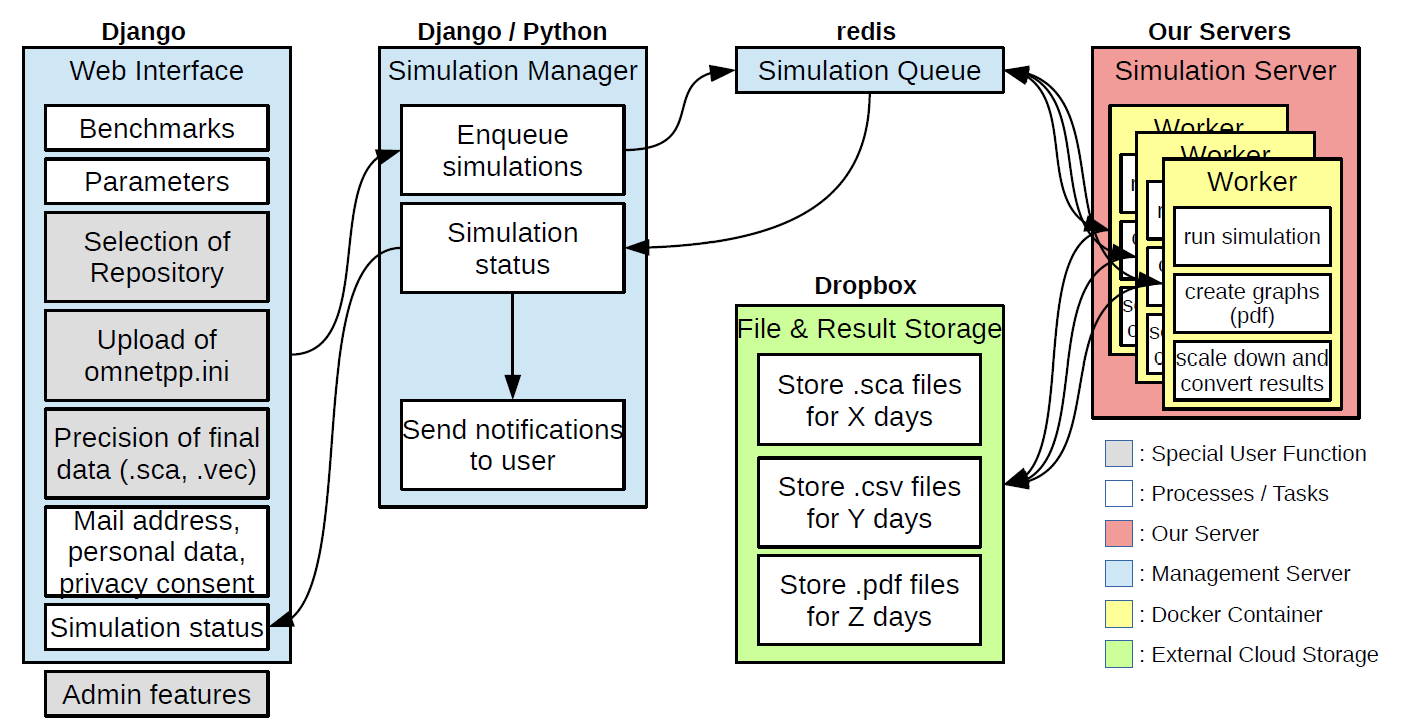 Django
Web Interface
Benchmarks
Parameters
Selection of
Repository
Upload of
omnetpp.ini
Precision of final
data (.sca, .vec)
Mail address,
personal data,
privacy consent
Simulation status
Admin features
Django / Python
Simulation Manager
Enqueue
simulations
Simulation
status
Send notifications
to user
redis
Simulation Queue
Dropbox
File & Result Storage
Store .sca files
for X days
Store .csv files
for Y days
Store .pdf files
for Z days
Our Servers
Simulation Server
Worker
Worker
Worker
run simulation
create graphs
(pdf)
scale down and
convert results
: Special User Function
: Processes / Tasks
: Our Server
: Management Server
: Docker Container
: External Cloud Storage